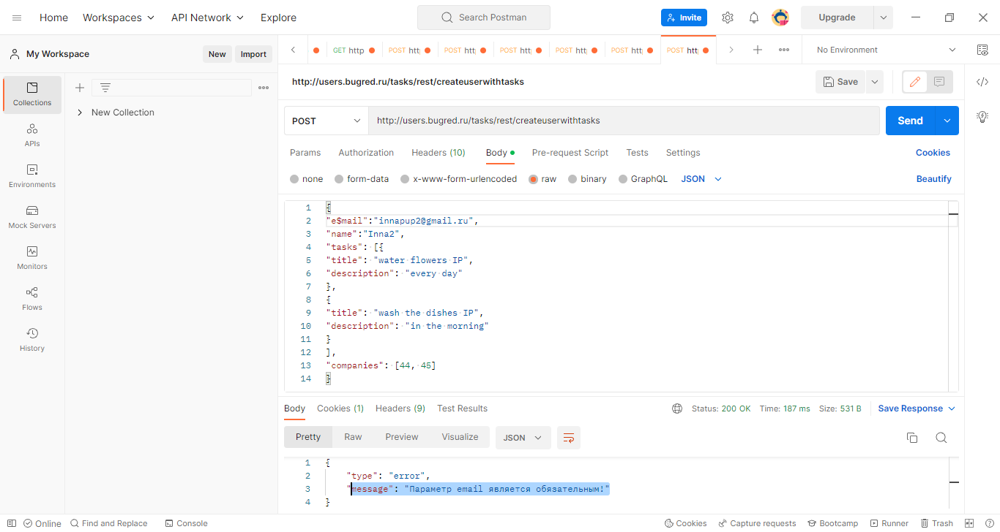 Home Workspaces API Network Explore Search Postman Invite Upgrade
My Workspace New Import GET http POST htt POST htt POST htt POST htt POST htt POST htt No Environment
http://users.bugred.ru/tasks/rest/createuserwithtasks Save
Collections
New Collection
POST http://users.bugred.ru/tasks/rest/createuserwithtasks Send
APIs
Params Authorization Headers (10) Body Pre-request Script Tests Settings Cookies
Environments
none form-data x-www-form-urlencoded raw binary GraphQL JSON Beautify
Mock Servers
Monitors
Flows
History
1 {
2 "e$mail":"innapup2@gmail.ru",
3 "name":"Inna2",
4 "tasks": [{
5 "title": "water flowers IP",
6 "description": "every day"
7 },
8 {
9 "title": "wash the dishes IP",
10 "description": "in the morning"
11 }
12 ],
13 "companies": [44, 45]
14 }
Body Cookies (1) Headers (9) Test Results Status: 200 OK Time: 187 ms Size: 531 B Save Response
Pretty Raw Preview Visualize JSON
1 {
2 "type": "error",
3 "message": "Параметр email является обязательным!"
4 }
Online Find and Replace Console Cookies Capture requests Bootcamp Runner Trash